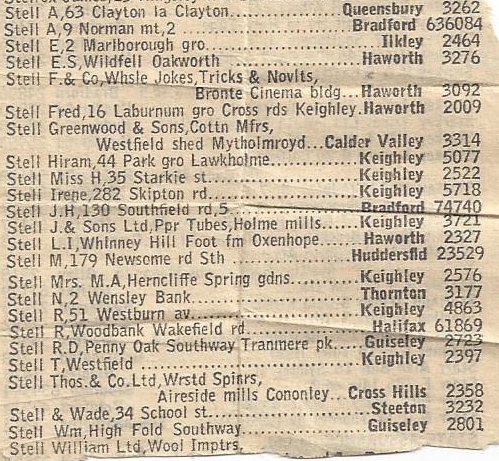 Stell A,63 Clayton la Clayton............Queensbury 3262
Stell A,9 Norman mt,2 ..................Bradford 636084
Stell E,2 Marlborough gro...................Ilkley 2464
Stell E.S,Wildfell Oakworth ...............Haworth 3276
Stell F.& Co,Whsle Jokes,Tricks & Novlts,
Bronte Cinema bldg...Haworth 3092
Stell Fred,16 Laburnum gro Cross rds Keighley.Haworth 2009
Stell Greenwood & Sons,Cottn Mfrs,
Westfield shed Mytholmroyd...Calder Valley 3314
Stell Hiram,44 Park gro Lawkholme..........Keighley 5077
Stell Miss H,35 Starkie st.................Keighley 2522
Stell Irene,282 Skipton rd.................Keighley 5718
Stell J.H,130 Southfield rd,5.............Bradford 74740
Stell J.& Sons Ltd,Ppr Tubes,Holme mills...Keighley 3721
Stell L.I,Whinney Hill Foot fm Oxenhope.....Haworth 2327
Stell M,179 Newsome rd Sth ............Huddersfld 23529
Stell Mrs. M.A,Herncliffe Spring gdns......Keighley 2576
Stell N,2 Wensley Bank.....................Thornton 3177
Stell R,51 Westburn av.....................Keighley 4863
Stell R,Woodbank Wakefield rd..............Halifax 61869
Stell R.D,Penny Oak Southway Tranmere pk....Guiseley 2723
Stell T,Westfield .........................Keighley 2397
Stell Thos.& Co.Ltd,Wrstd Spinrs,
Aireside mills Cononley...Cross Hills 2358
Stell & Wade,34 School st...................Steeton 3232
Stell Wm,High Fold Southway................Guiseley 2801
Stell William Ltd,Wool Imptrs,